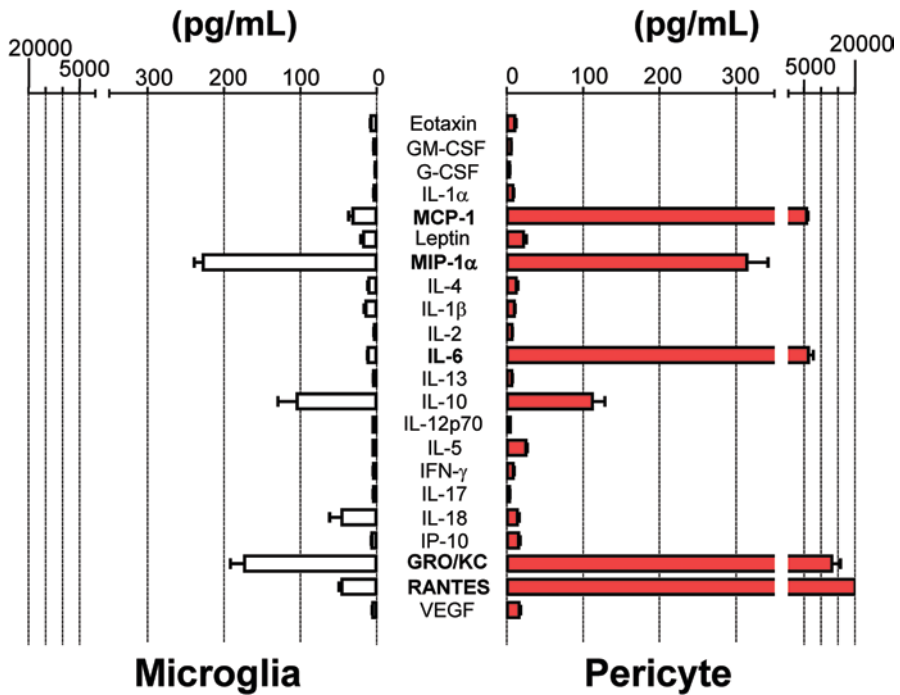 (pg/mL) (pg/mL)
20000 5000 300 200 100 0 0 100 200 300 5000 20000
Eotaxin
GM-CSF
G-CSF
IL-1α
MCP-1
Leptin
MIP-1α
IL-4
IL-1β
IL-2
IL-6
IL-13
IL-10
IL-12p70
IL-5
IFN-γ
IL-17
IL-18
IP-10
GRO/KC
RANTES
VEGF
Microglia Pericyte